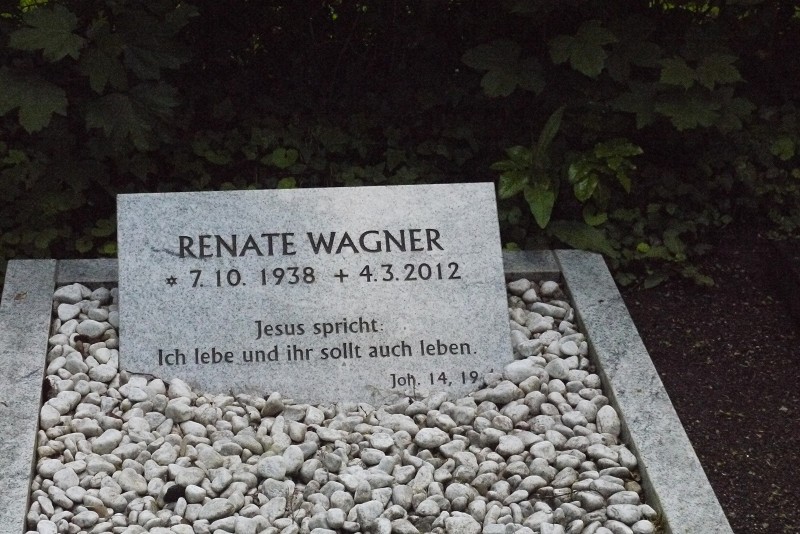 RENATE WAGNER
✡ 7. 10. 1938 + 4.3.2012
Jesus spricht:
Ich lebe und ihr sollt auch leben.
Joh. 14, 19